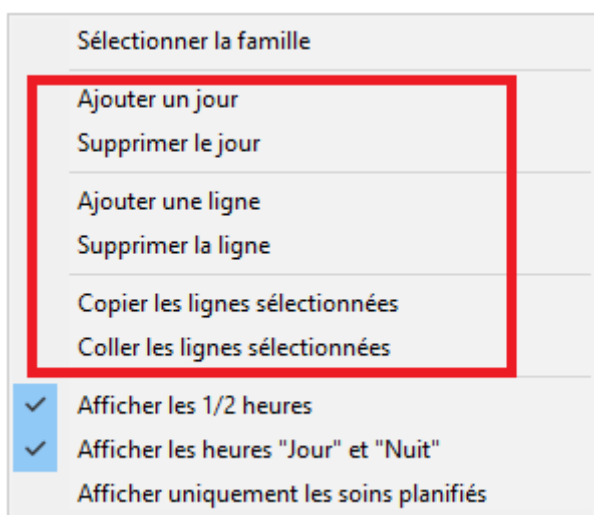 Sélectionner la famille
Ajouter un jour
Supprimer le jour
Ajouter une ligne
Supprimer la ligne
Copier les lignes sélectionnées
Coller les lignes sélectionnées
Afficher les 1/2 heures
Afficher les heures "Jour" et "Nuit"
Afficher uniquement les soins planifiés